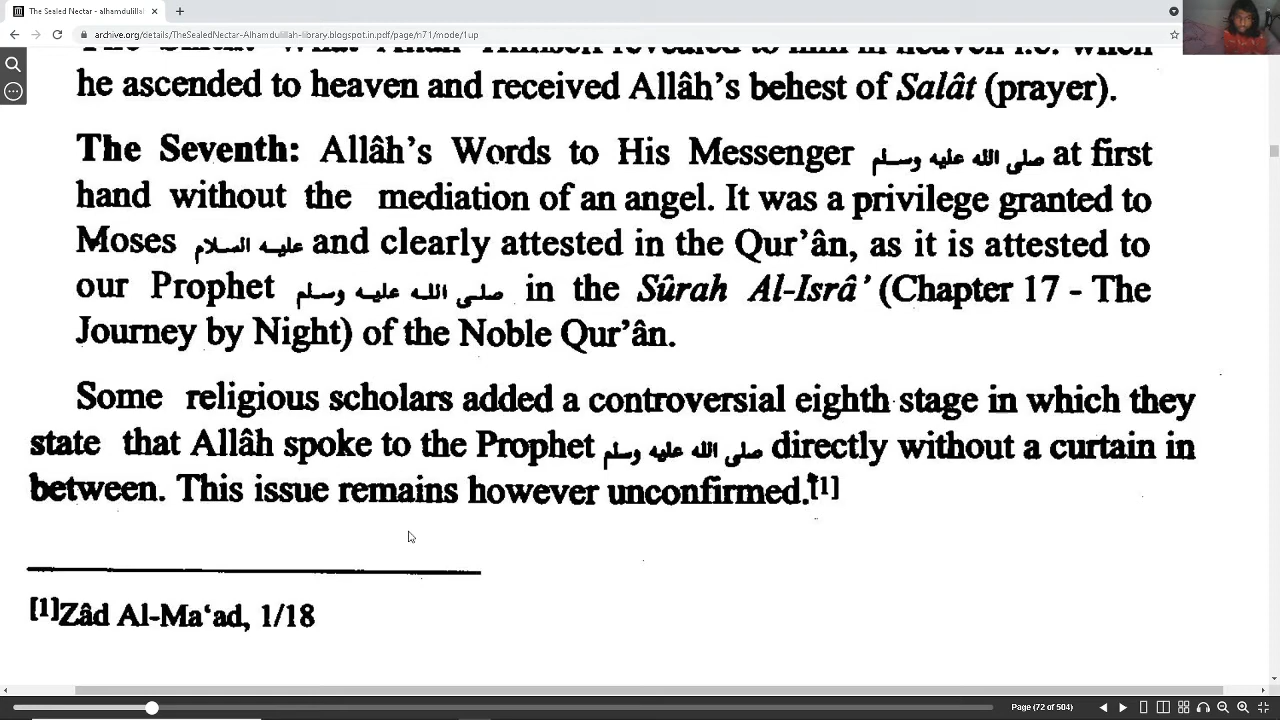 The Sealed Nectar - alhamdulillal
archive.org/details/TheSealedNectar-Alhamdulillah-library.blogspot.in.pdf/page/n71/mode/1up
he ascended to heaven and received Allâh's behest of Salât (prayer).
The Seventh: Allâh's Words to His Messenger صلى الله عليه وسلم at first
hand without the mediation of an angel. It was a privilege granted to
Moses عليه السلام and clearly attested in the Qur'ân, as it is attested to
our Prophet صلى الله عليه وسلم in the Sûrah Al-Isrâ' (Chapter 17 - The
Journey by Night) of the Noble Qur'ân.
Some religious scholars added a controversial eighth stage in which they
state that Allâh spoke to the Prophet صلى الله عليه وسلم directly without a curtain in
between. This issue remains however unconfirmed.[1]
[1]Zâd Al-Ma‘ad, 1/18
Page (72 of 504)